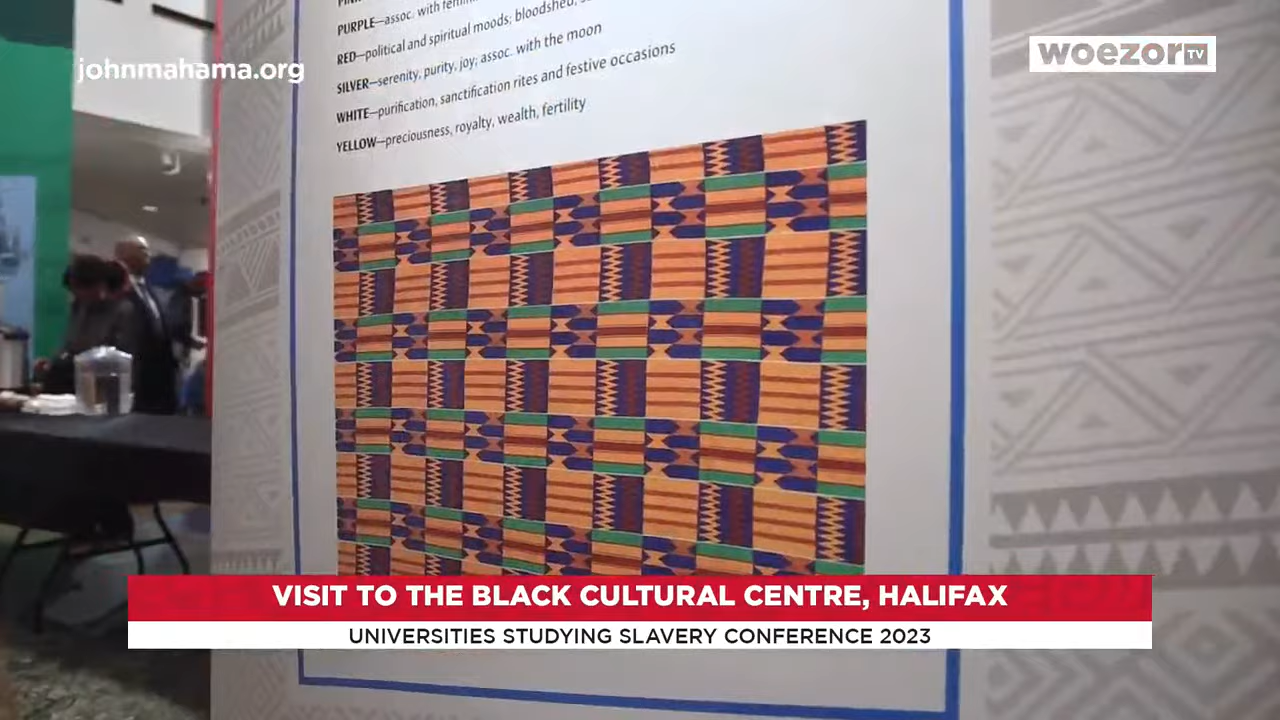 johnmahama.org
woezor TV
PURPLE—assoc. with
RED—political and spiritual moods; bloodshed;
SILVER—serenity, purity, joy; assoc. with the moon
WHITE—purification, sanctification rites and festive occasions
YELLOW—preciousness, royalty, wealth, fertility
VISIT TO THE BLACK CULTURAL CENTRE, HALIFAX
UNIVERSITIES STUDYING SLAVERY CONFERENCE 2023